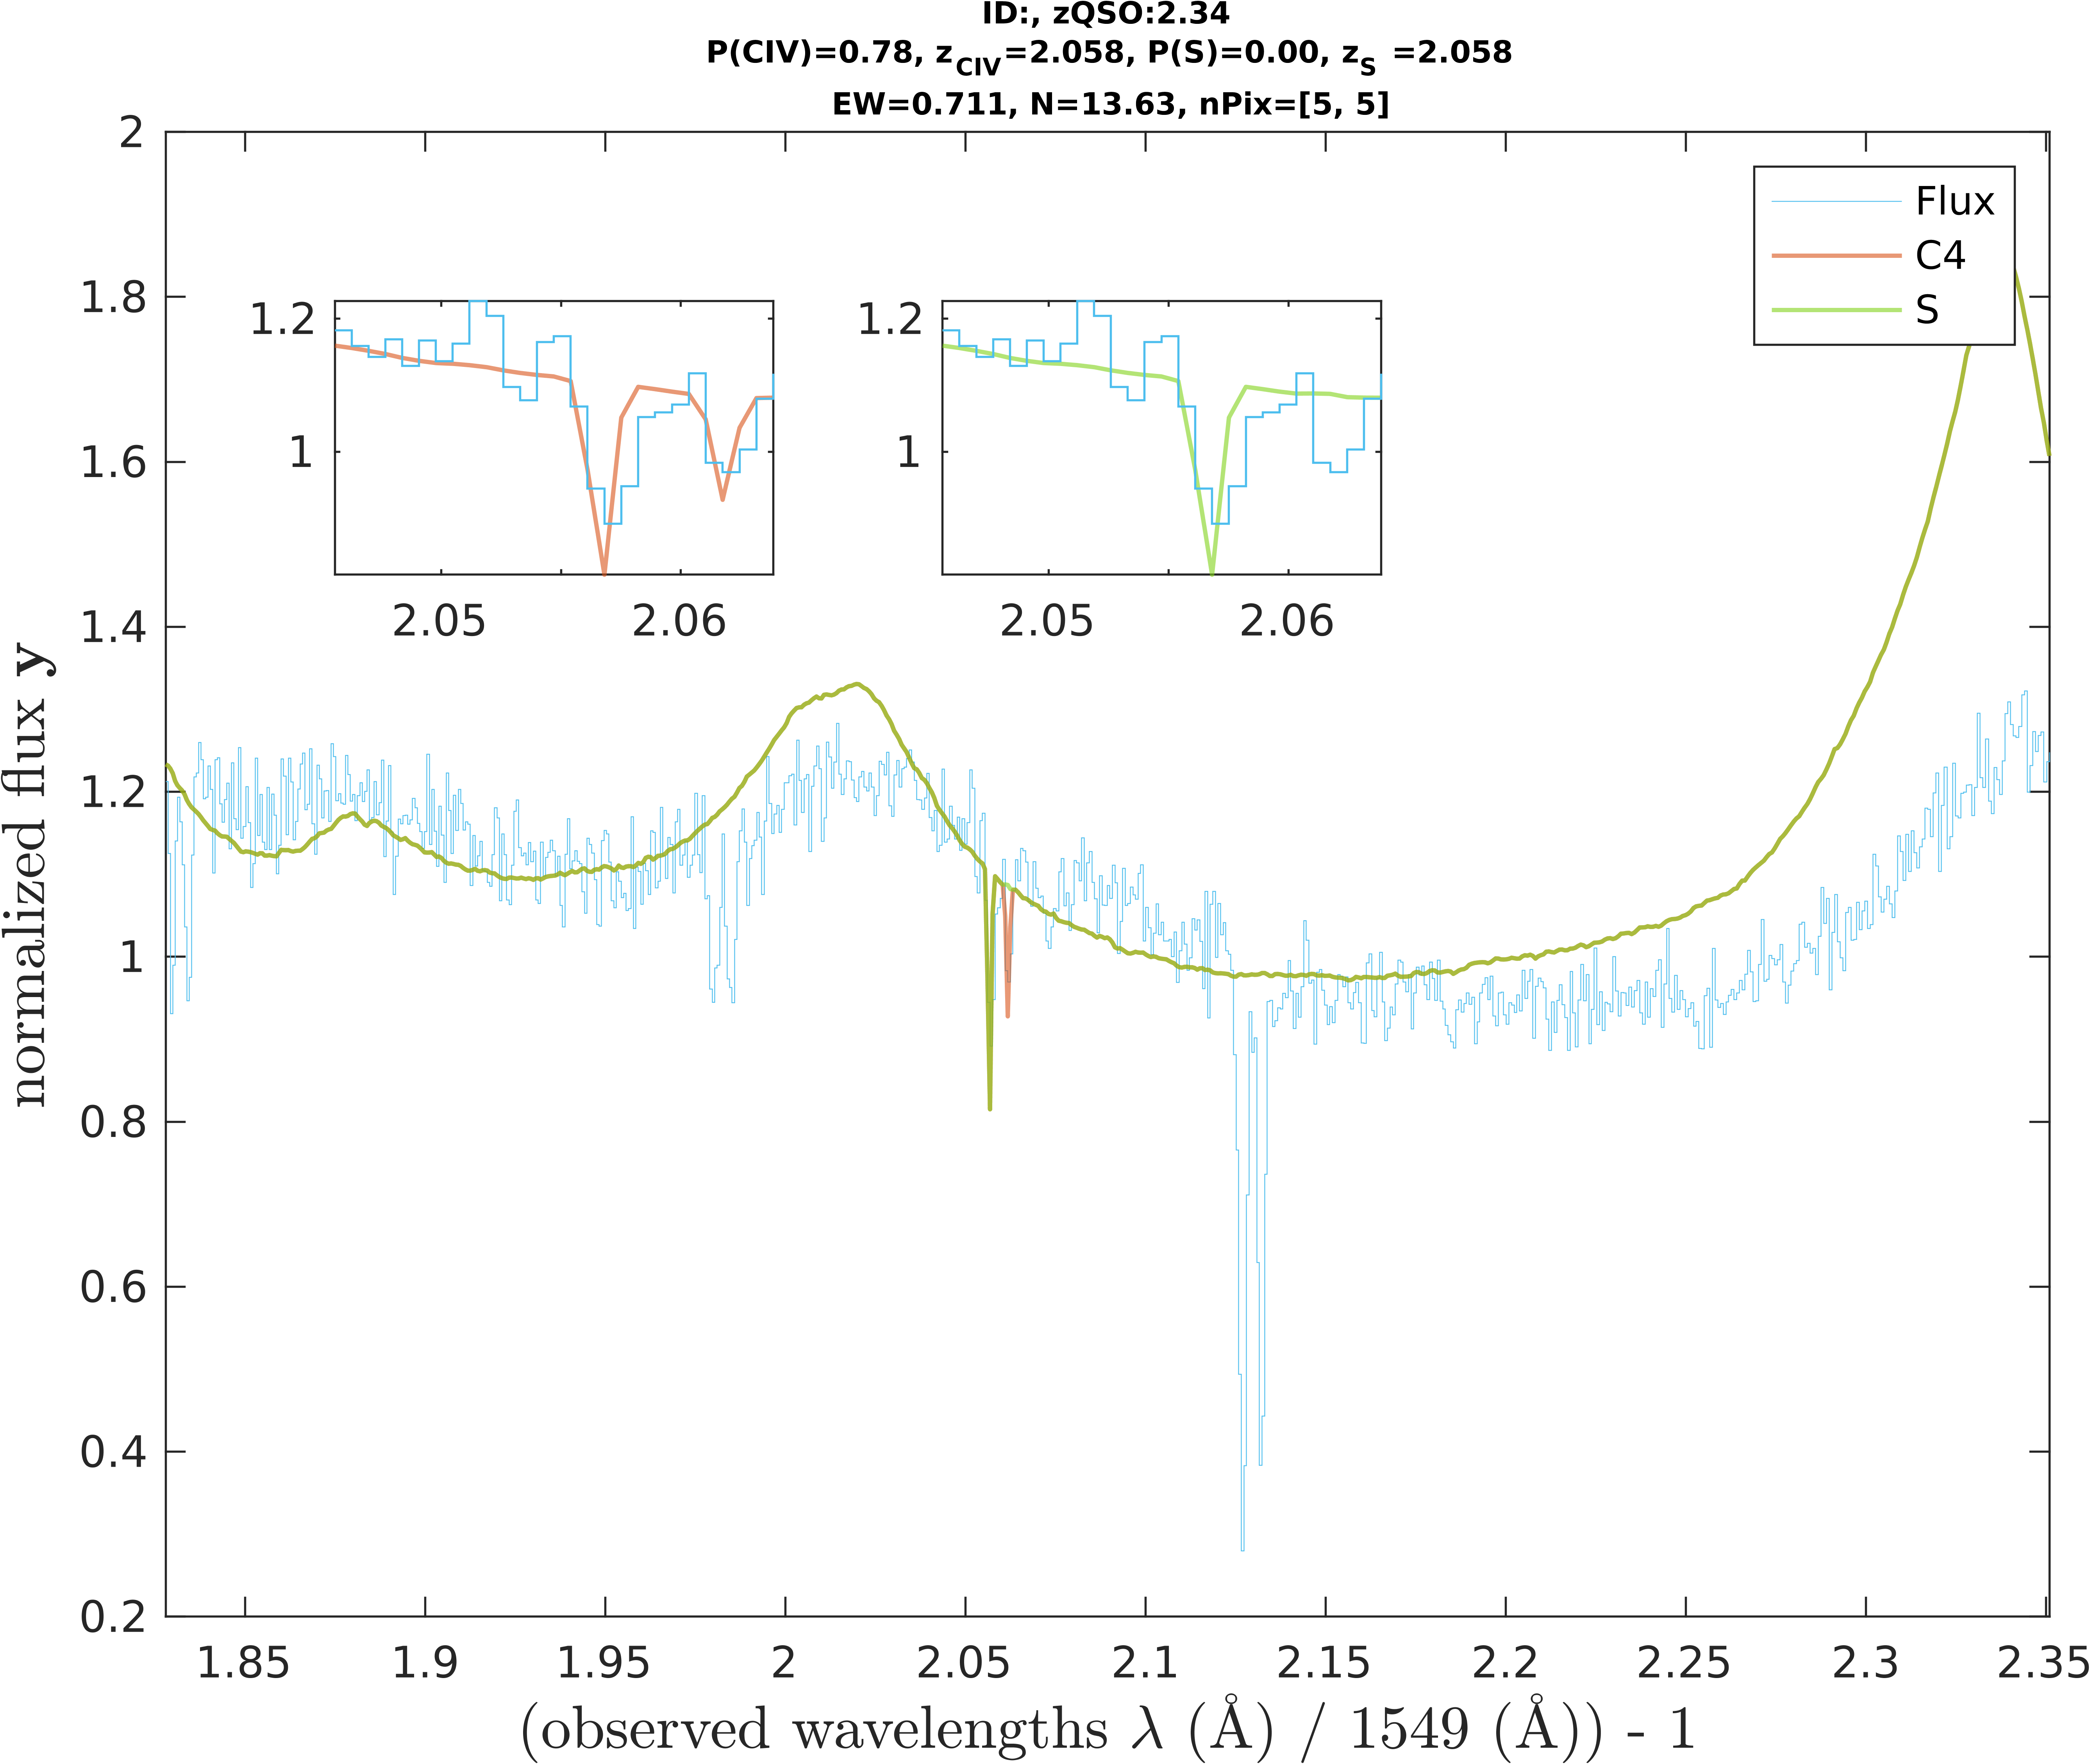 ID:, zQSO:2.34
P(CIV)=0.78, z_CIV=2.058, P(S)=0.00, z_S =2.058
EW=0.711, N=13.63, nPix=[5, 5]
2
1.8
1.6
1.4
1.2
1
0.8
0.6
0.4
0.2
normalized flux y
Flux
C4
S
1.2
1
2.05 2.06
1.2
1
2.05 2.06
1.85 1.9 1.95 2 2.05 2.1 2.15 2.2 2.25 2.3 2.35
(observed wavelengths λ (Å) / 1549 (Å)) - 1